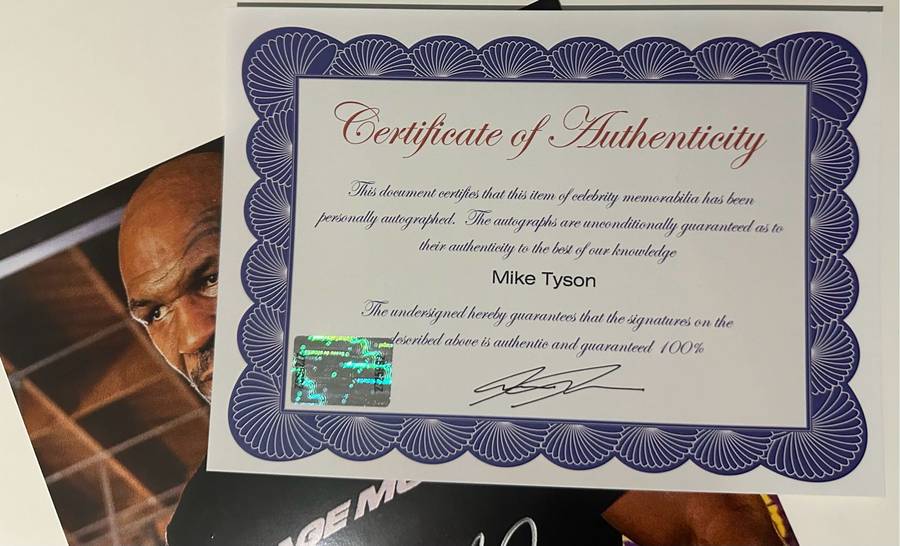 Certificate of Authenticity
This document certifies that this item of celebrity memorabilia has been
personally autographed. The autographs are unconditionally guaranteed as to
their authenticity to the best of our knowledge
Mike Tyson
The undersigned hereby guarantees that the signatures on the
described above is authentic and guaranteed 100%